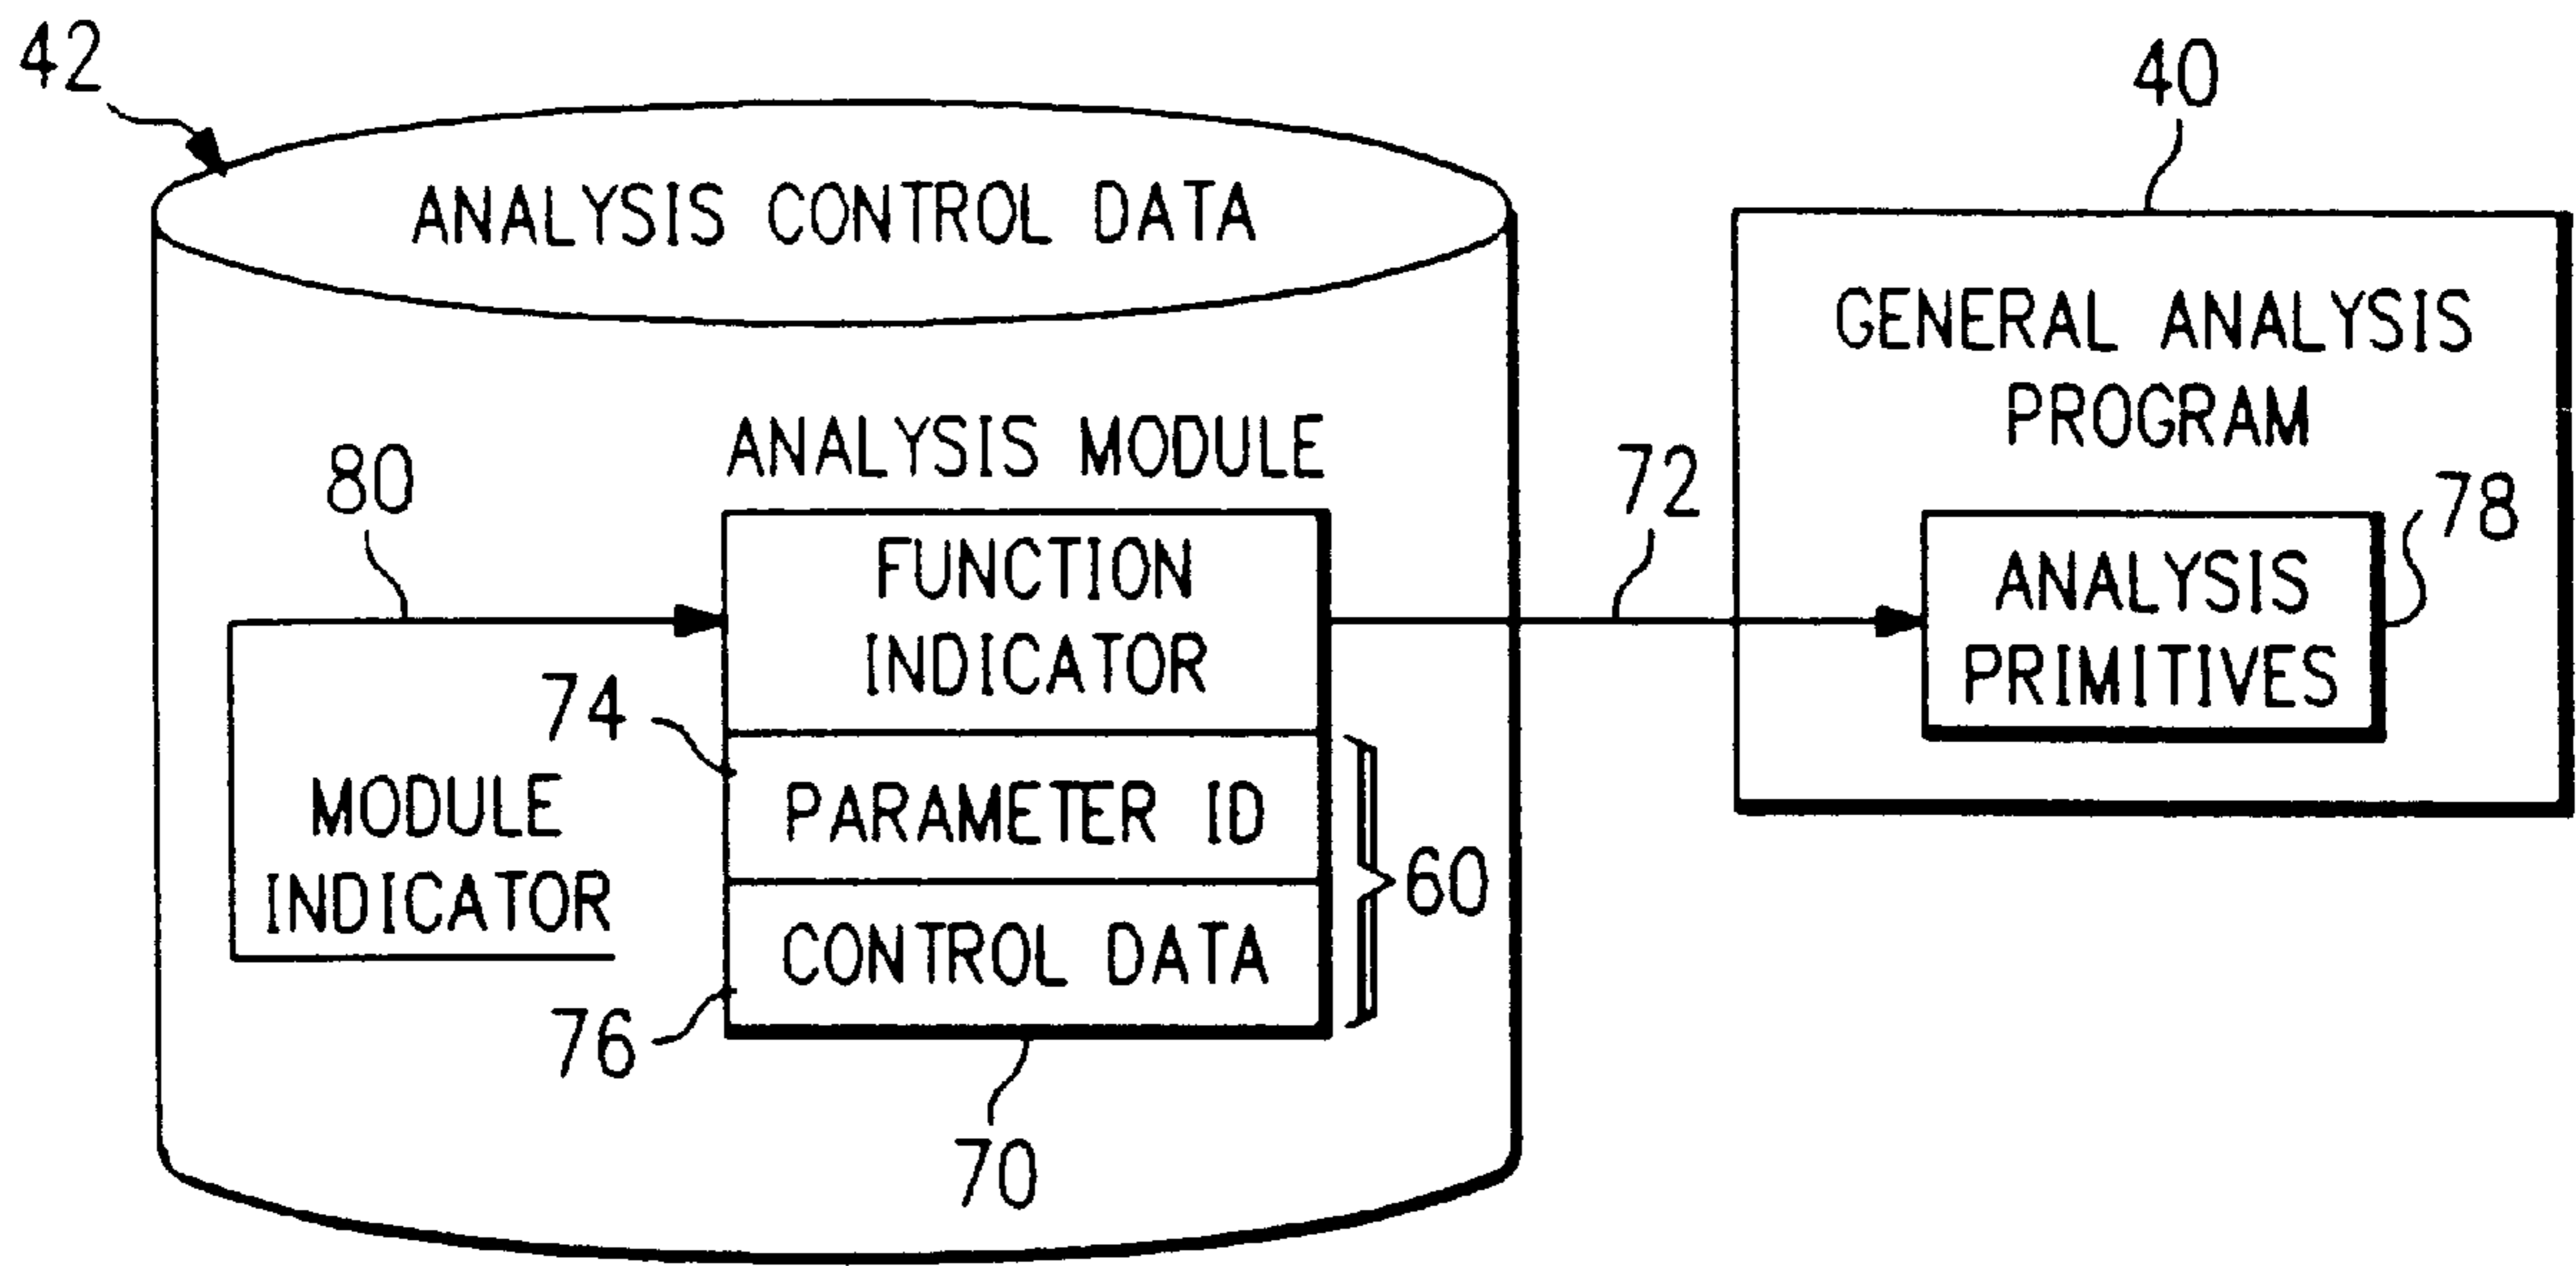 42
40
ANALYSIS CONTROL DATA
GENERAL ANALYSIS
PROGRAM
ANALYSIS MODULE
80
72
78
FUNCTION
INDICATOR
ANALYSIS
PRIMITIVES
74
MODULE
INDICATOR
PARAMETER ID
60
CONTROL DATA
76
70